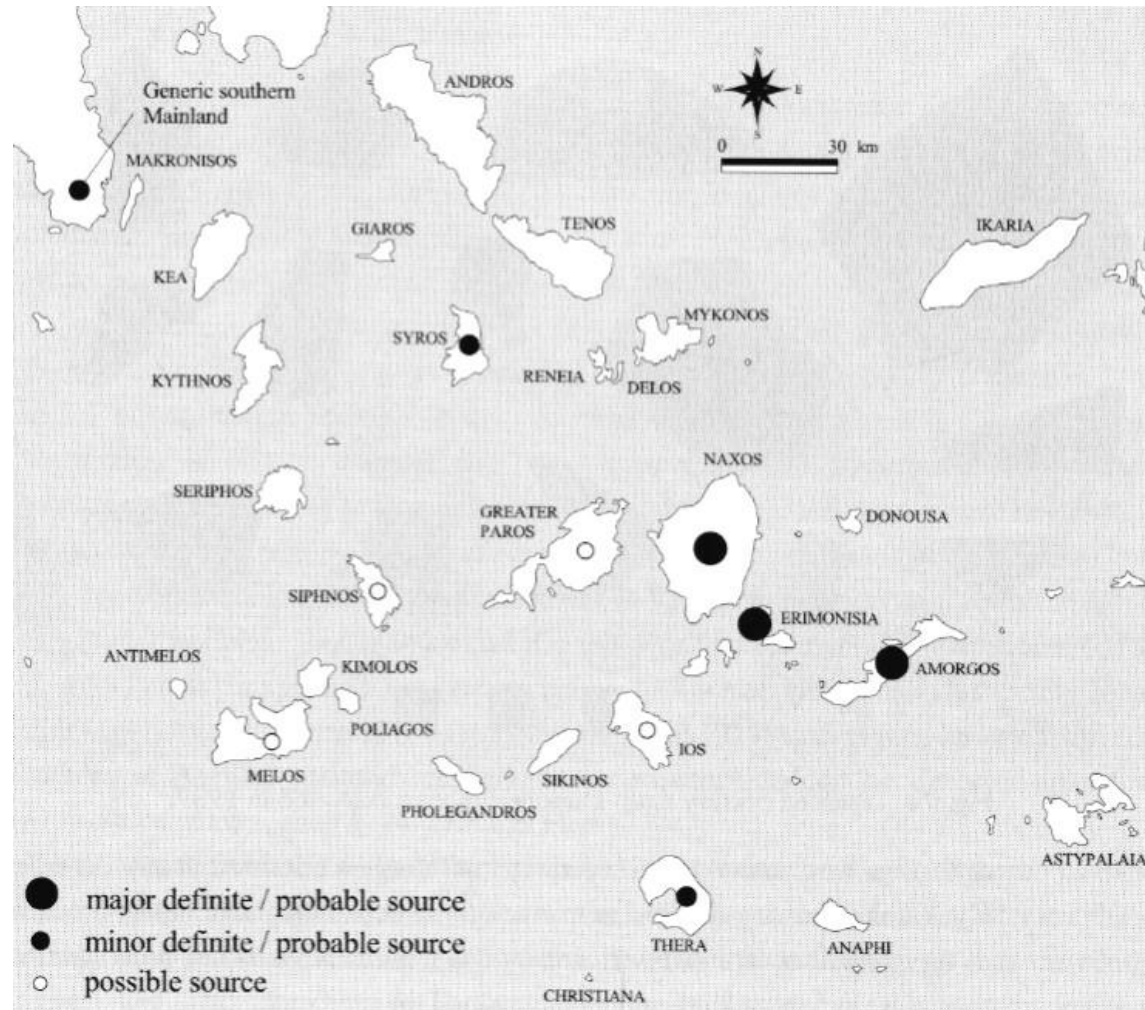 N
W
E
S
0
30
km
ANDROS
Generic southern
Mainland
MAKRONISOS
GIAROS
TENOS
IKARIA
KEA
MYKONOS
SYROS
RENEIA
DELOS
KYTHNOS
NAXOS
SERIPHOS
GREATER
PAROS
DONOUSA
SIPHNOS
ERIMONISIA
ANTIMELOS
KIMOLOS
AMORGOS
POLIAGOS
IOS
MELOS
SIKINOS
PHOLEGANDROS
ASTYPALAIA
THERA
ANAPHI
CHRISTIANA
major definite / probable source
minor definite / probable source
possible source